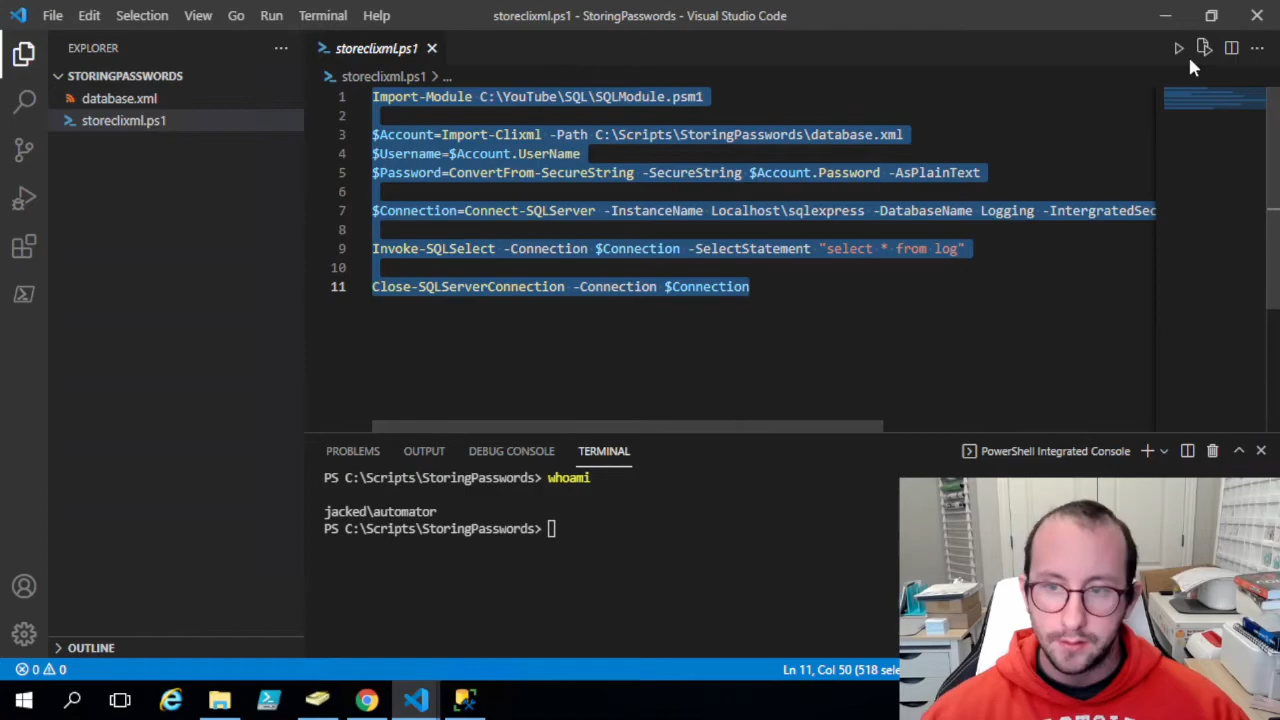 File Edit Selection View Go Run Terminal Help storeclixml.ps1 - StoringPasswords - Visual Studio Code
EXPLORER
STORINGPASSWORDS
database.xml
storeclixml.ps1
storeclixml.ps1
storeclixml.ps1 > ...
1 Import-Module C:\YouTube\SQL\SQLModule.psm1
2
3 $Account=Import-Clixml -Path C:\Scripts\StoringPasswords\database.xml
4 $Username=$Account.UserName
5 $Password=ConvertFrom-SecureString -SecureString $Account.Password -AsPlainText
6
7 $Connection=Connect-SQLServer -InstanceName Localhost\sqlexpress -DatabaseName Logging -IntergratedSec
8
9 Invoke-SQLSelect -Connection $Connection -SelectStatement "select * from log"
10
11 Close-SQLServerConnection -Connection $Connection
PROBLEMS OUTPUT DEBUG CONSOLE TERMINAL PowerShell Integrated Console
PS C:\Scripts\StoringPasswords> whoami
jacked\automator
PS C:\Scripts\StoringPasswords>
OUTLINE
0 0 Ln 11, Col 50 (518 sele